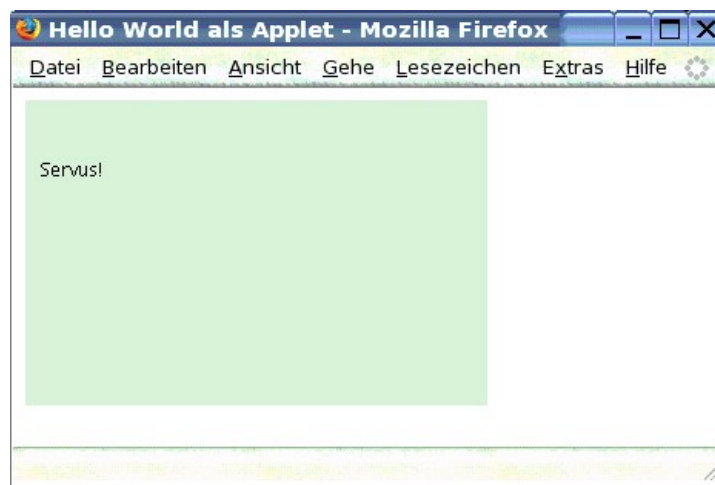 Hello World als Applet - Mozilla Firefox
Datei Bearbeiten Ansicht Gehe Lesezeichen Extras Hilfe
Servus!